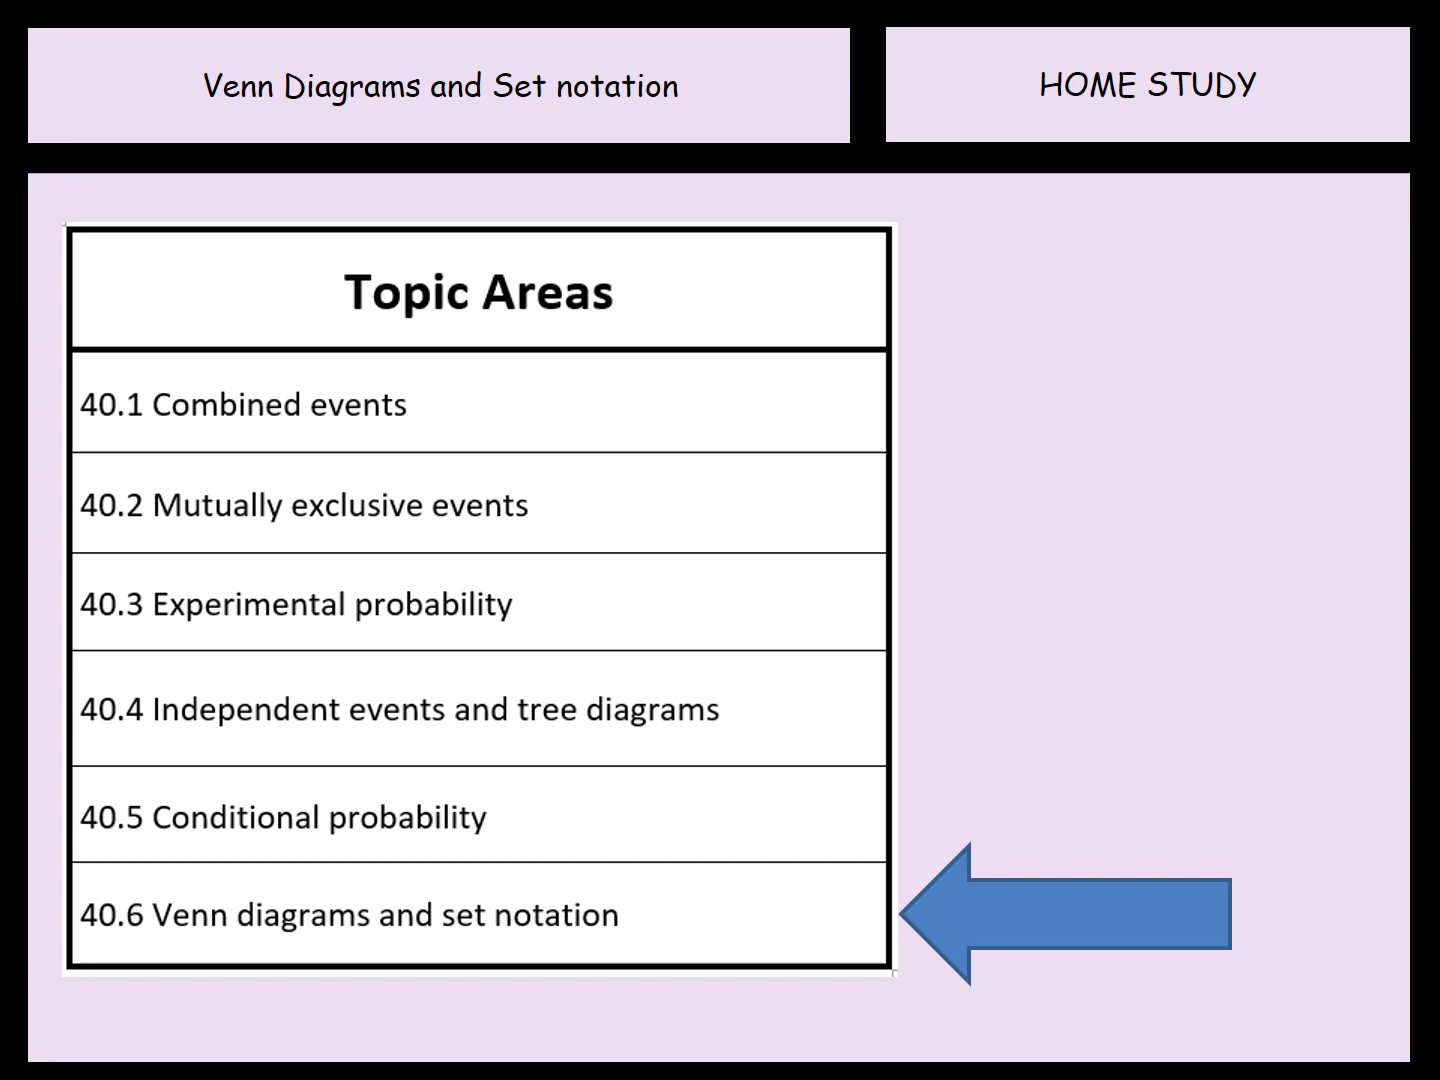 Venn Diagrams and Set notation
HOME STUDY
Topic Areas
40.1 Combined events
40.2 Mutually exclusive events
40.3 Experimental probability
40.4 Independent events and tree diagrams
40.5 Conditional probability
40.6 Venn diagrams and set notation